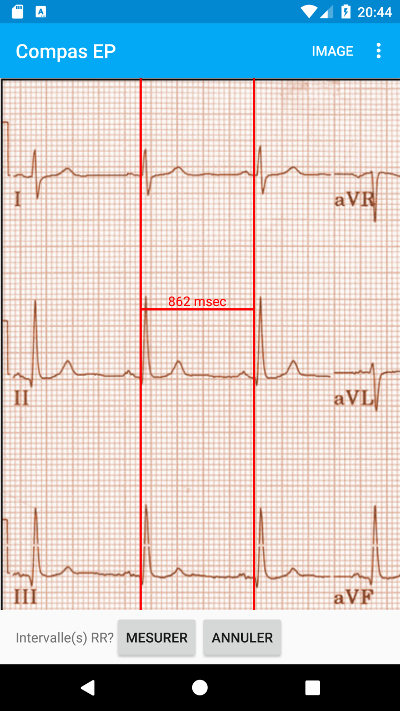 20:44
Compas EP
IMAGE
I
aVR
862 msec
II
aVL
III
aVF
Intervalle(s) RR? MESURER ANNULER